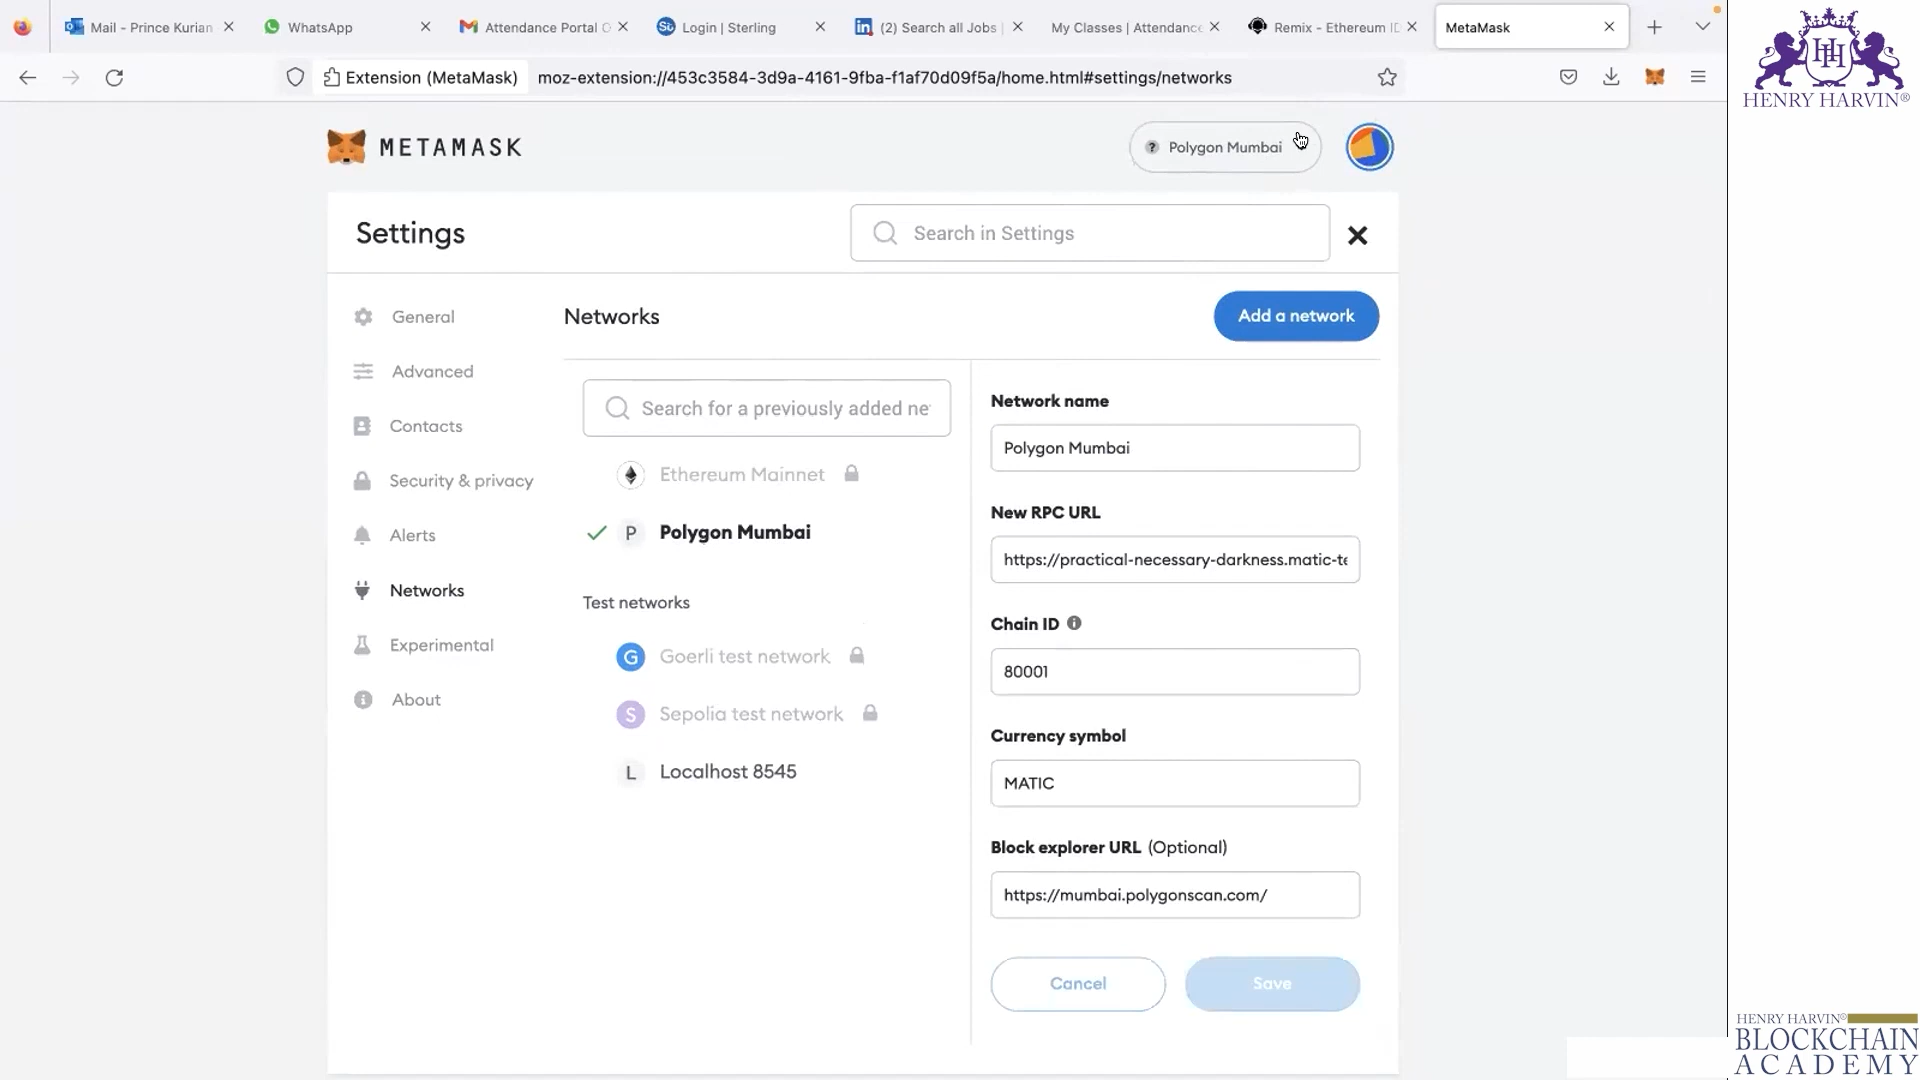 Mail - Prince Kurian
WhatsApp
Attendance Portal
Login | Sterling
(2) Search all Jobs |
My Classes | Attendance
Remix - Ethereum ID
MetaMask
Extension (MetaMask)
moz-extension://453c3584-3d9a-4161-9fba-f1af70d09f5a/home.html#settings/networks
HENRY HARVIN®
METAMASK
Polygon Mumbai
Settings
Search in Settings
General
Advanced
Contacts
Security & privacy
Alerts
Networks
Experimental
About
Networks
Add a network
Search for a previously added ne
Ethereum Mainnet
P Polygon Mumbai
Test networks
G Goerli test network
S Sepolia test network
L Localhost 8545
Network name
Polygon Mumbai
New RPC URL
https://practical-necessary-darkness.matic-te
Chain ID
80001
Currency symbol
MATIC
Block explorer URL (Optional)
https://mumbai.polygonscan.com/
Cancel
Save
HENRY HARVIN®
BLOCKCHAIN
ACADEMY